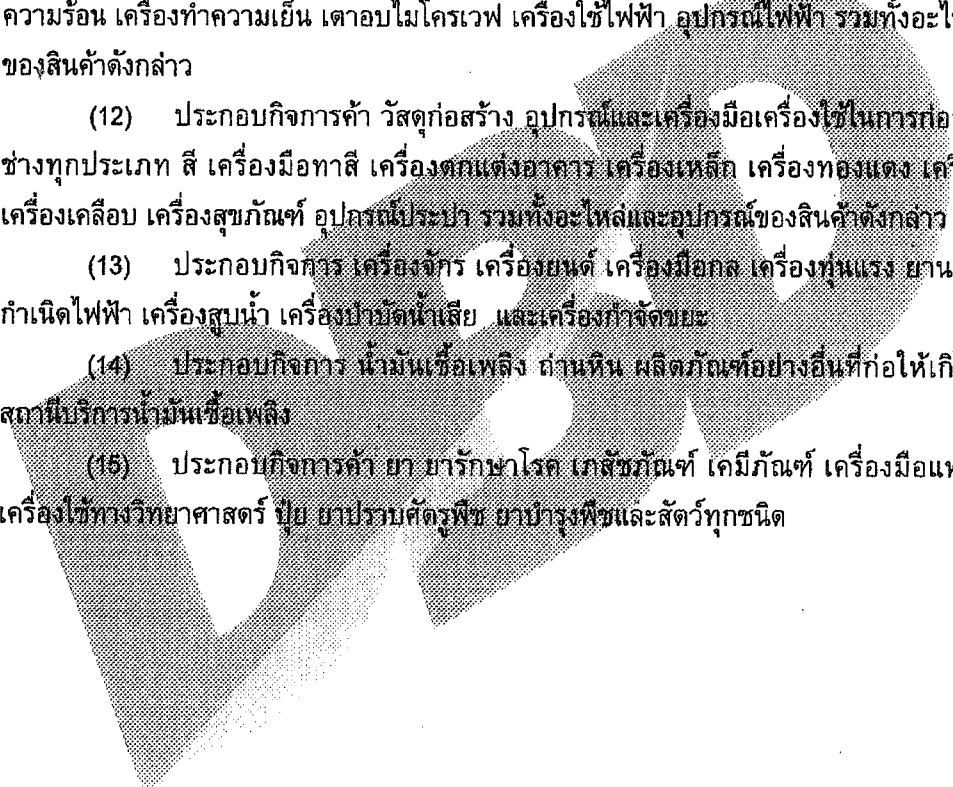 ความร้อน เครื่องทำความเย็น เตาอบไมโครเวฟ เครื่องใช้ไฟฟ้า อุปกรณ์ไฟฟ้า รวมทั้งอะไ
ของสินค้าดังกล่าว
(12) ประกอบกิจการค้า วัสดุก่อสร้าง อุปกรณ์และเครื่องมือเครื่องใช้ในการก่อ
ช่างทุกประเภท สี เครื่องมือทาสี เครื่องตกแต่งอาคาร เครื่องเหล็ก เครื่องทองแดง เครื
เครื่องเคลือบ เครื่องสุขภัณฑ์ อุปกรณ์ประปา รวมทั้งอะไหล่และอุปกรณ์ของสินค้าดังกล่าว
(13) ประกอบกิจการ เครื่องจักร เครื่องยนต์ เครื่องมือกล เครื่องทุ่นแรง ยาน
กำเนิดไฟฟ้า เครื่องสูบน้ำ เครื่องบำบัดน้ำเสีย และเครื่องกำจัดขยะ
(14) ประกอบกิจการ น้ำมันเชื้อเพลิง ถ่านหิน ผลิตภัณฑ์อย่างอื่นที่ก่อให้เกิ
สถานีบริการน้ำมันเชื้อเพลิง
(15) ประกอบกิจการค้า ยา ยารักษาโรค เภสัชภัณฑ์ เคมีภัณฑ์ เครื่องมือแพ
เครื่องใช้ทางวิทยาศาสตร์ ปุ๋ย ยาปราบศัตรูพืช ยาบำรุงพืชและสัตว์ทุกชนิด
DBD